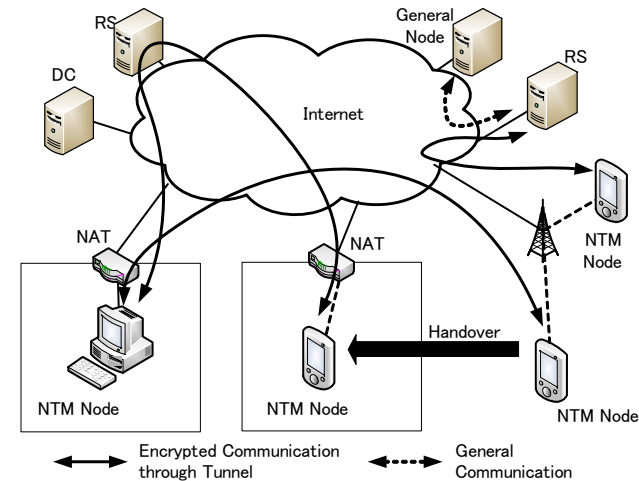 RS
General
Node
RS
DC
Internet
NAT
NAT
NTM
Node
Handover
NTM Node
NTM Node
NTM Node
Encrypted Communication
through Tunnel
General
Communication